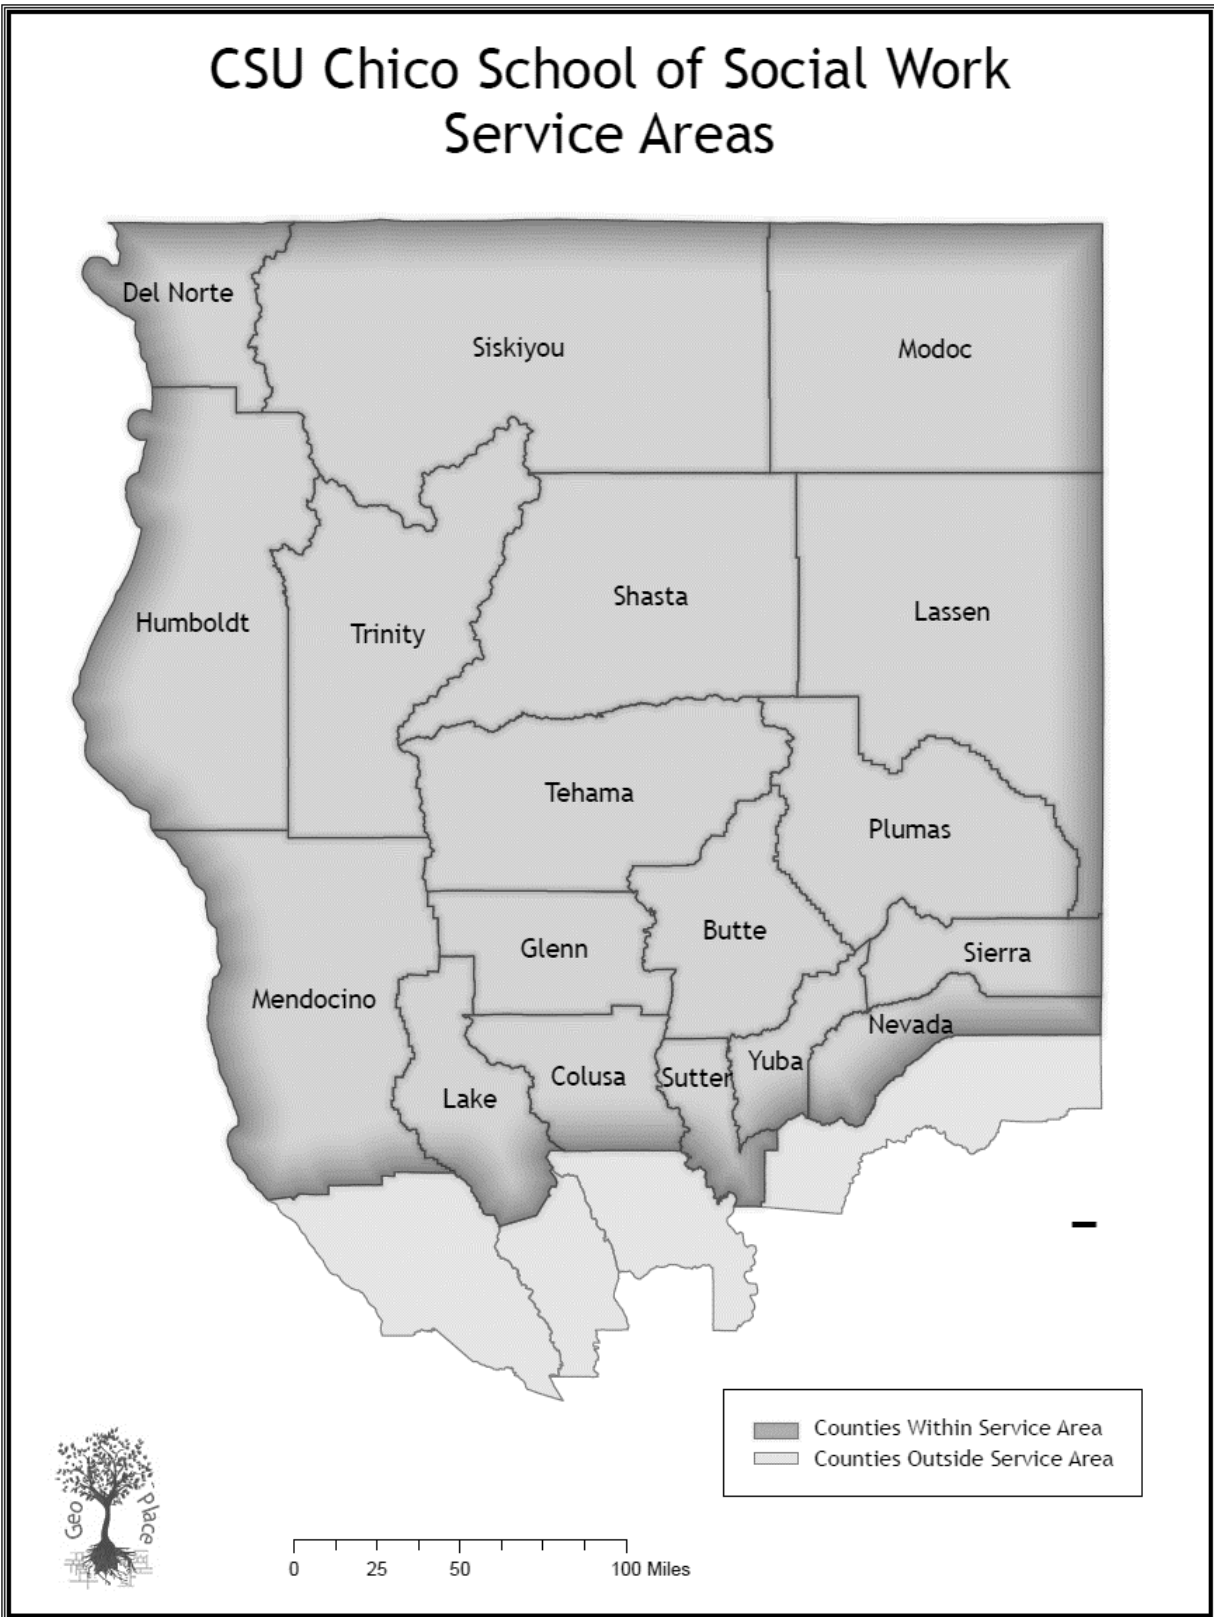 CSU Chico School of Social Work
Service Areas
Del Norte
Siskiyou
Modoc
Humboldt
Trinity
Shasta
Lassen
Tehama
Plumas
Butte
Glenn
Sierra
Mendocino
Nevada
Colusa
Sutter
Yuba
Lake
Counties Within Service Area
Counties Outside Service Area
Geo
Place
0 25 50 100 Miles